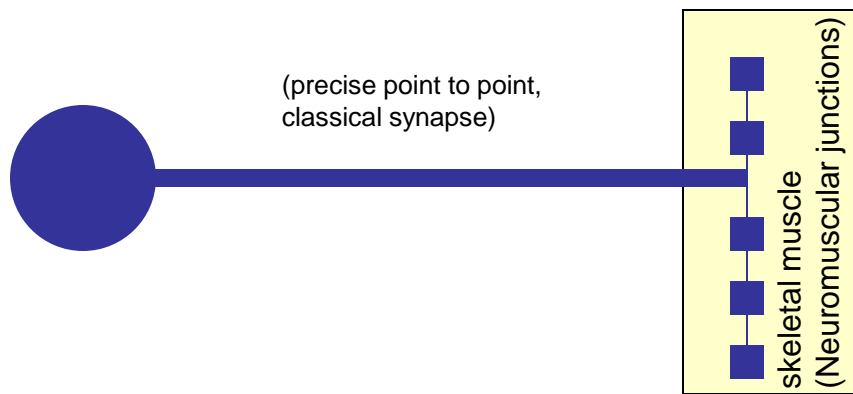 (precise point to point,
classical synapse)
skeletal muscle
(Neuromuscular junctions)